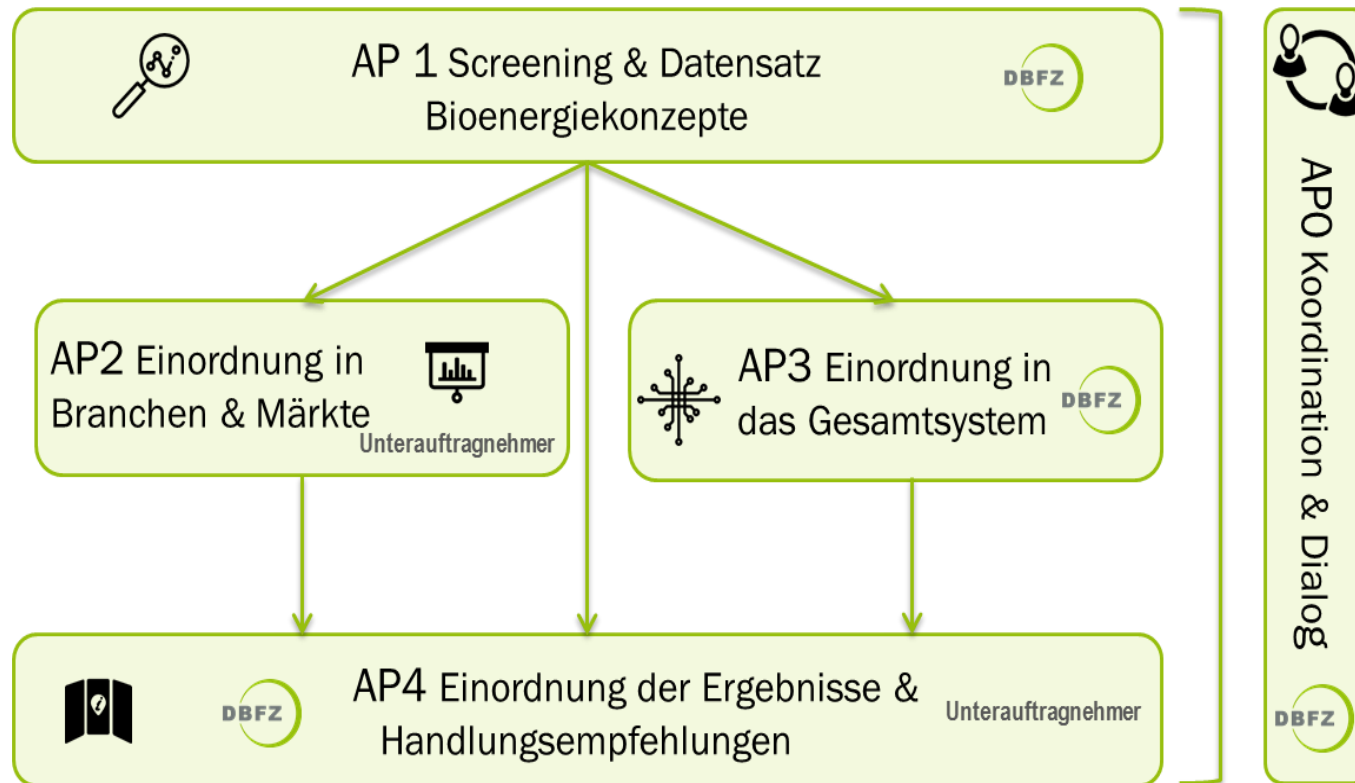 AP 1 Screening & Datensatz
Bioenergiekonzepte
DBFZ
AP2 Einordnung in
Branchen & Märkte
Unterauftragnehmer
AP3 Einordnung in
das Gesamtsystem
DBFZ
DBFZ
AP4 Einordnung der Ergebnisse &
Handlungsempfehlungen
Unterauftragnehmer
AP0 Koordination & Dialog
DBFZ